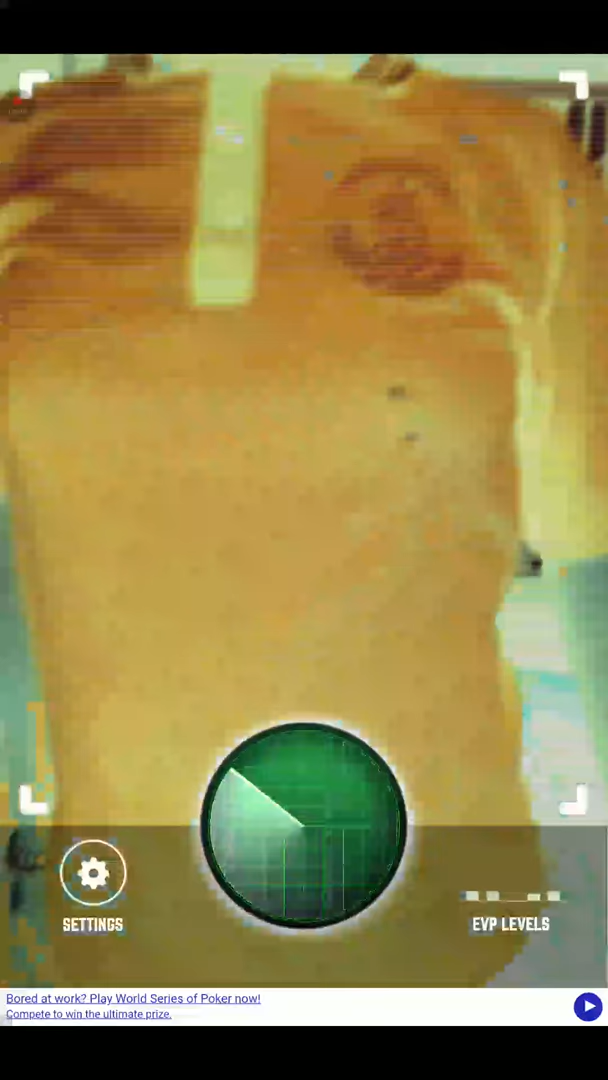 SETTINGS
EVP LEVELS
Bored at work? Play World Series of Poker now!
Compete to win the ultimate prize.